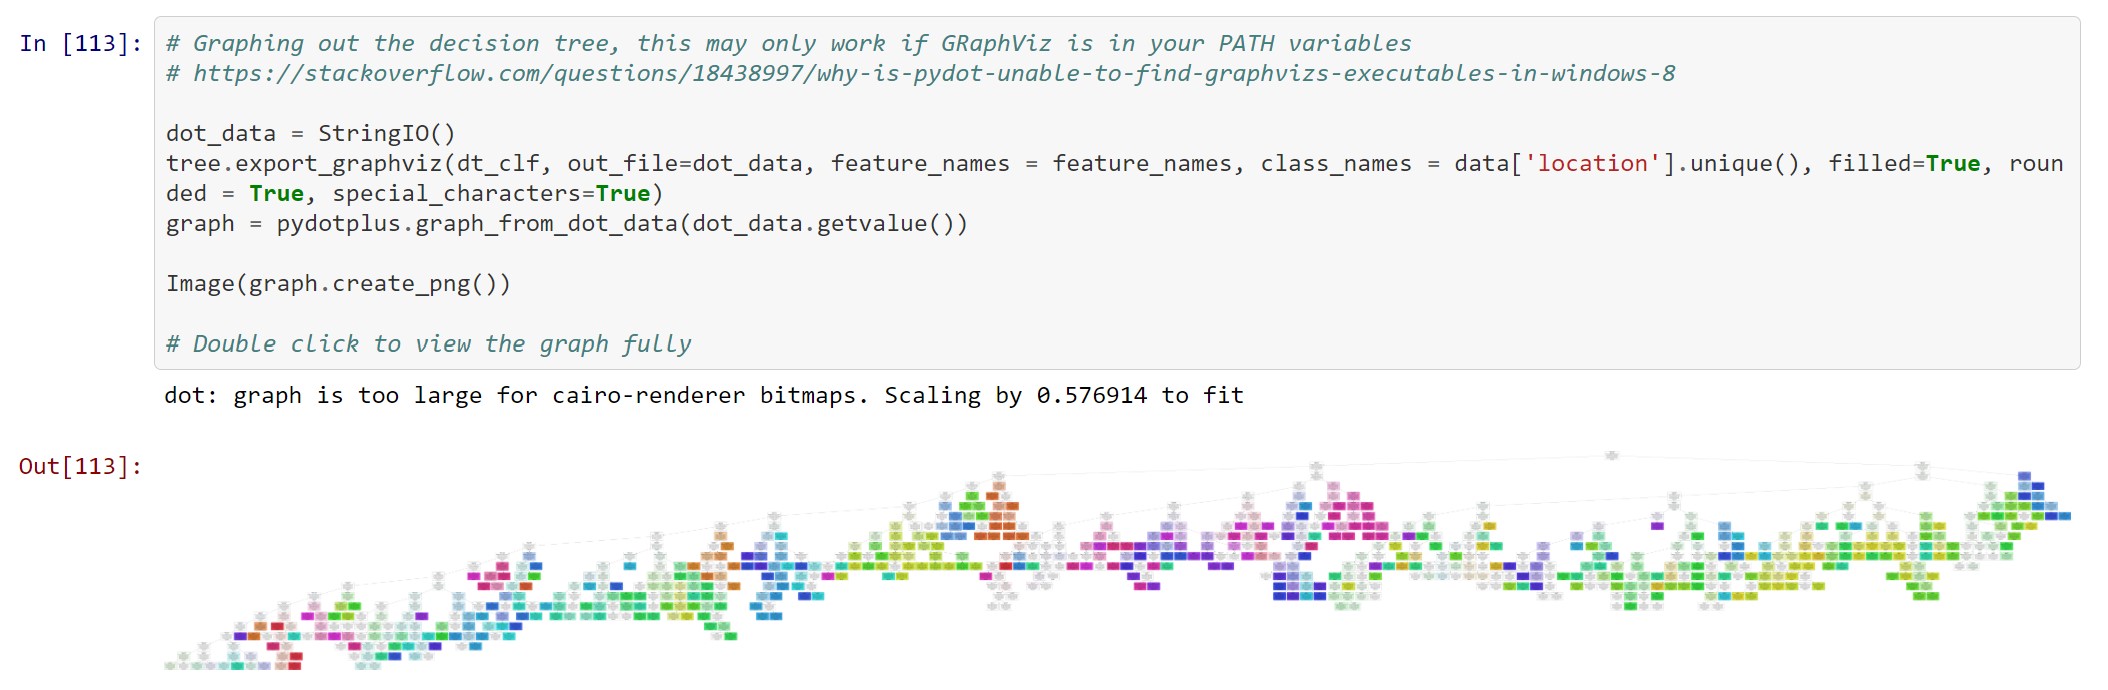 In [113]:
# Graphing out the decision tree, this may only work if GRaphViz is in your PATH variables
# https://stackoverflow.com/questions/18438997/why-is-pydot-unable-to-find-graphvizs-executables-in-windows-8
dot_data = StringIO()
tree.export_graphviz(dt_clf, out_file=dot_data, feature_names = feature_names, class_names = data['location'].unique(), filled=True, roun
ded = True, special_characters=True)
graph = pydotplus.graph_from_dot_data(dot_data.getvalue())
Image(graph.create_png())
# Double click to view the graph fully
dot: graph is too large for cairo-renderer bitmaps. Scaling by 0.576914 to fit
Out[113]: